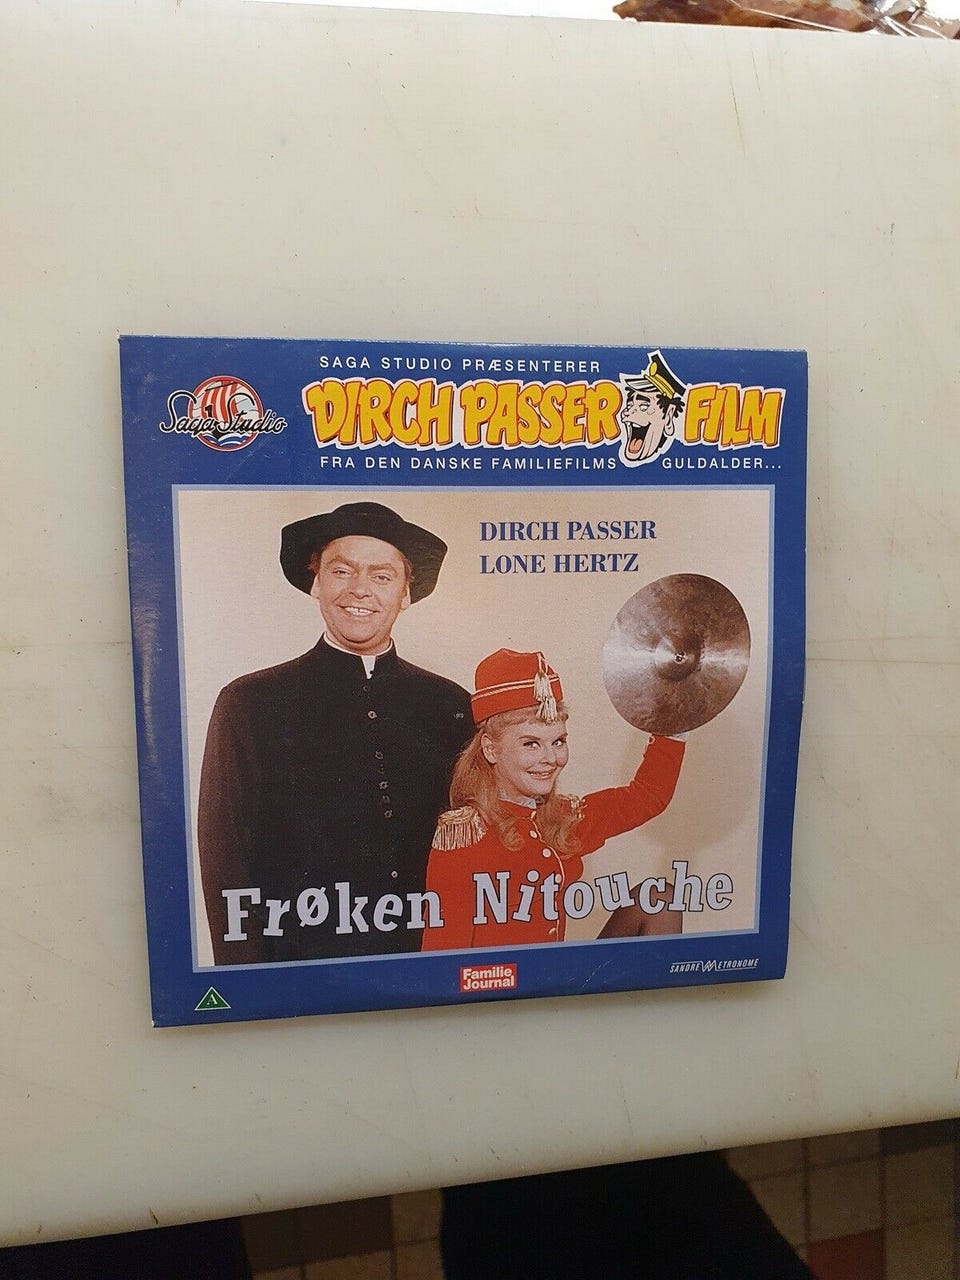 SAGA STUDIO PRÆSENTERER
Saga Studio
DIRCH PASSER FILM
FRA DEN DANSKE FAMILIEFILMS GULDALDER...
DIRCH PASSER
LONE HERTZ
Frøken Nitouche
Familie
Journal
SANDREW METRONOME
A